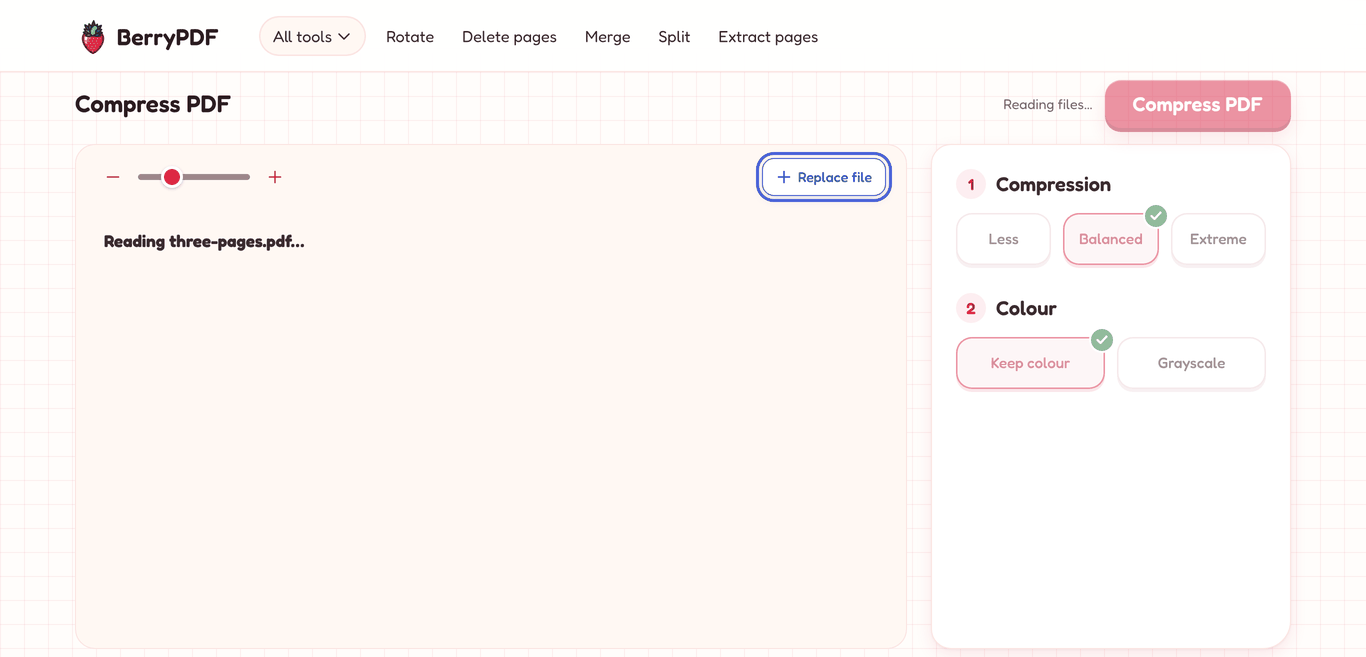 BerryPDF
All tools
Rotate
Delete pages
Merge
Split
Extract pages
Compress PDF
Reading files...
Compress PDF
Replace file
Reading three-pages.pdf...
1 Compression
Less
Balanced
Extreme
2 Colour
Keep colour
Grayscale